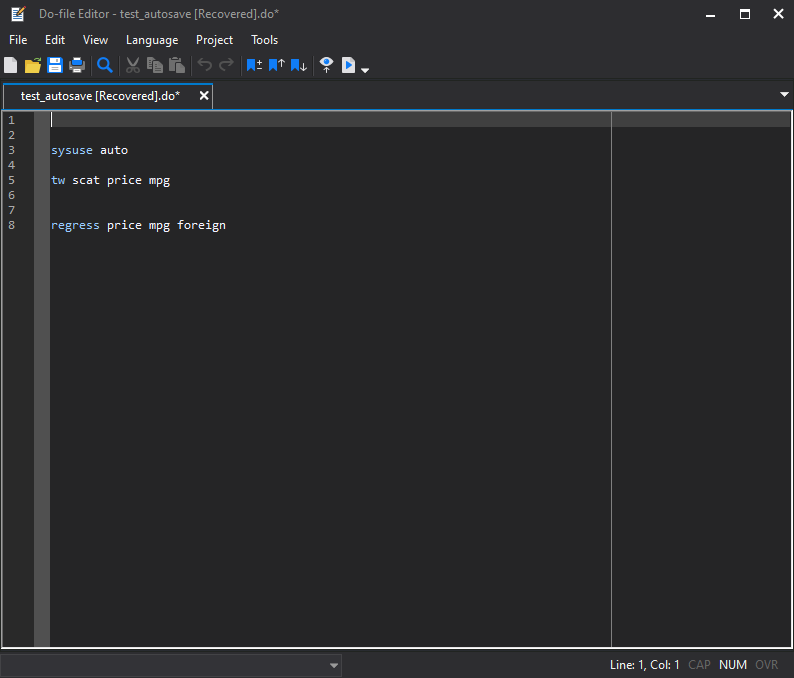 Do-file Editor - test_autosave [Recovered].do*
File Edit View Language Project Tools
test_autosave [Recovered].do*
1
2
3 sysuse auto
4
5 tw scat price mpg
6
7
8 regress price mpg foreign
Line: 1, Col: 1 CAP NUM OVR